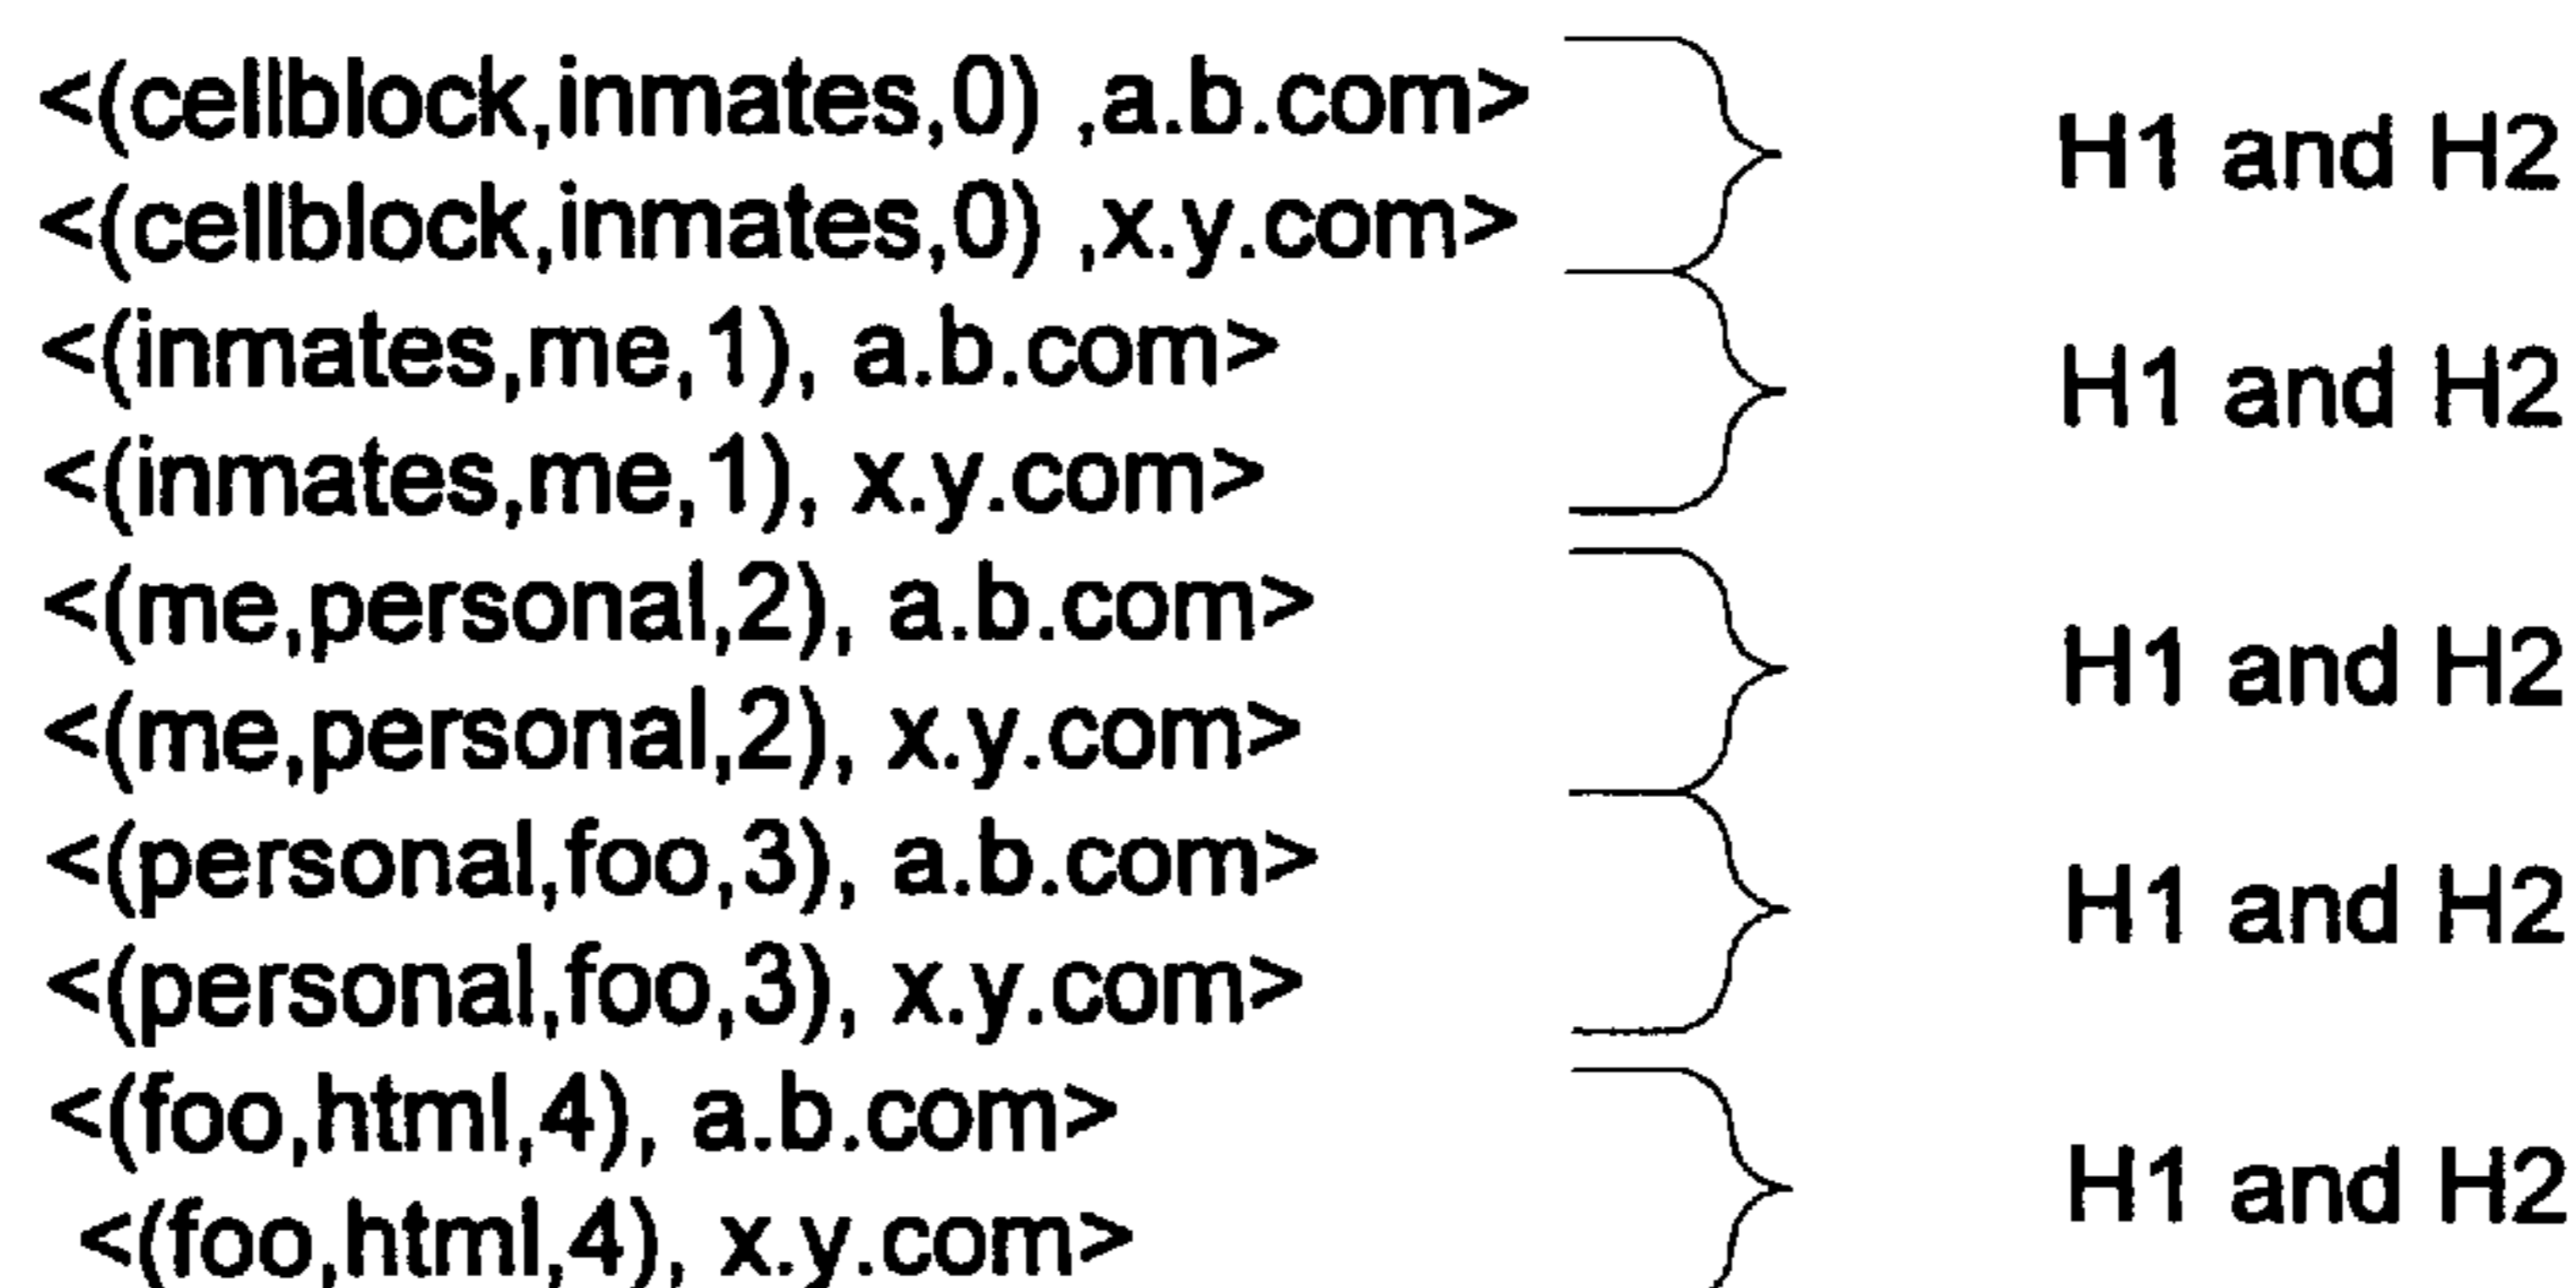 <(cellblock,inmates,0) ,a.b.com>
<(cellblock,inmates,0) ,x.y.com>
H1 and H2
<(inmates,me,1), a.b.com>
<(inmates,me,1), x.y.com>
H1 and H2
<(me,personal,2), a.b.com>
<(me,personal,2), x.y.com>
H1 and H2
<(personal,foo,3), a.b.com>
<(personal,foo,3), x.y.com>
H1 and H2
<(foo,html,4), a.b.com>
<(foo,html,4), x.y.com>
H1 and H2